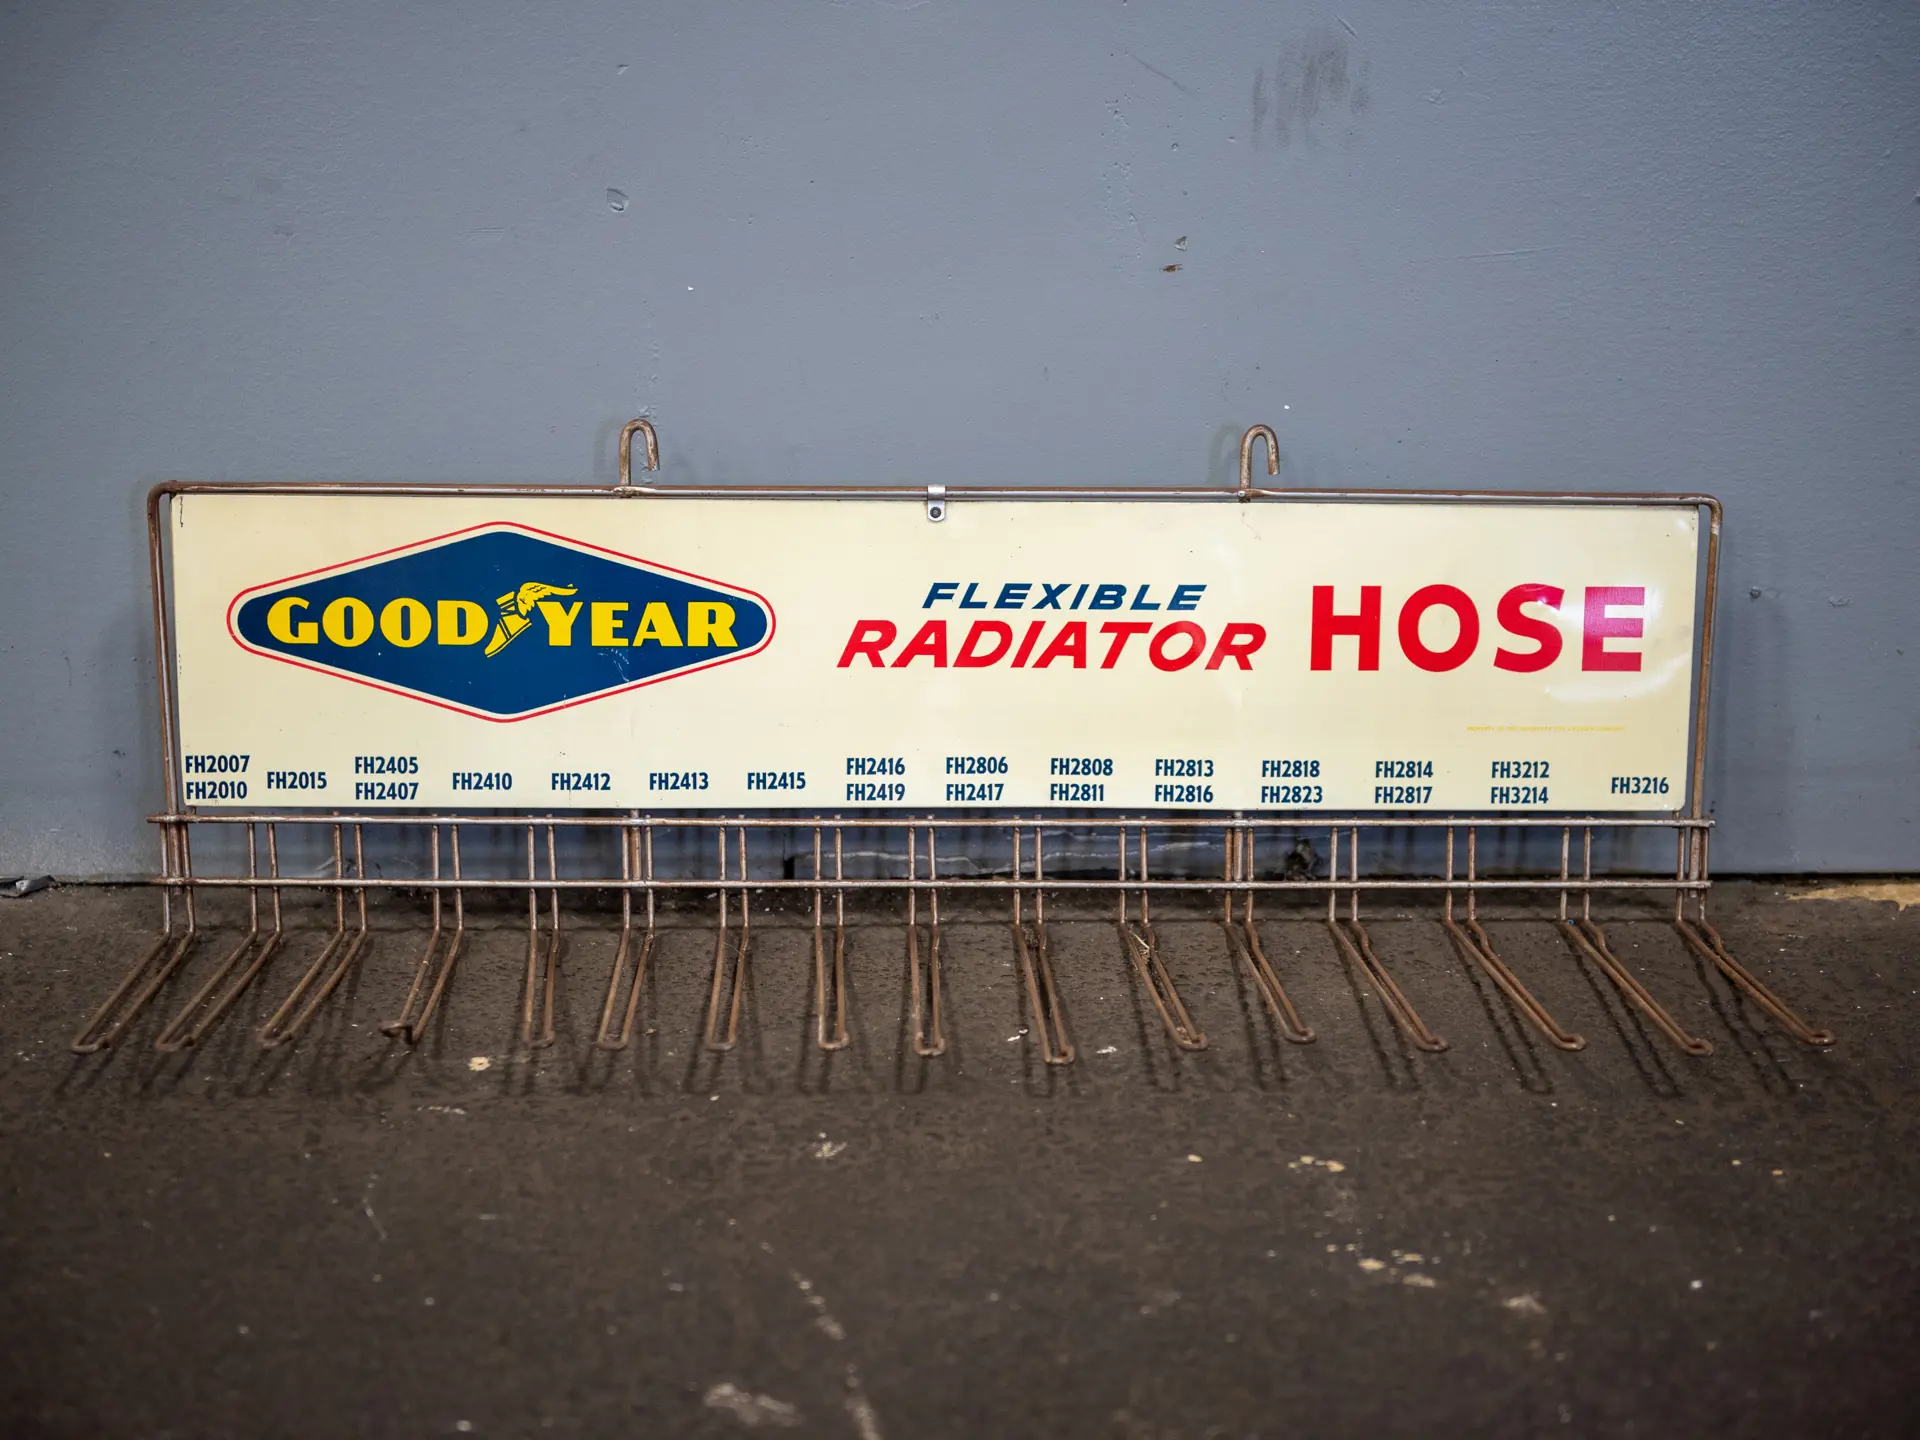 GOOD YEAR
FLEXIBLE
RADIATOR HOSE
FH2007
FH2010
FH2015
FH2405
FH2407
FH2410
FH2412
FH2413
FH2415
FH2416
FH2419
FH2806
FH2417
FH2808
FH2811
FH2813
FH2816
FH2818
FH2823
FH2814
FH2817
FH3212
FH3214
FH3216